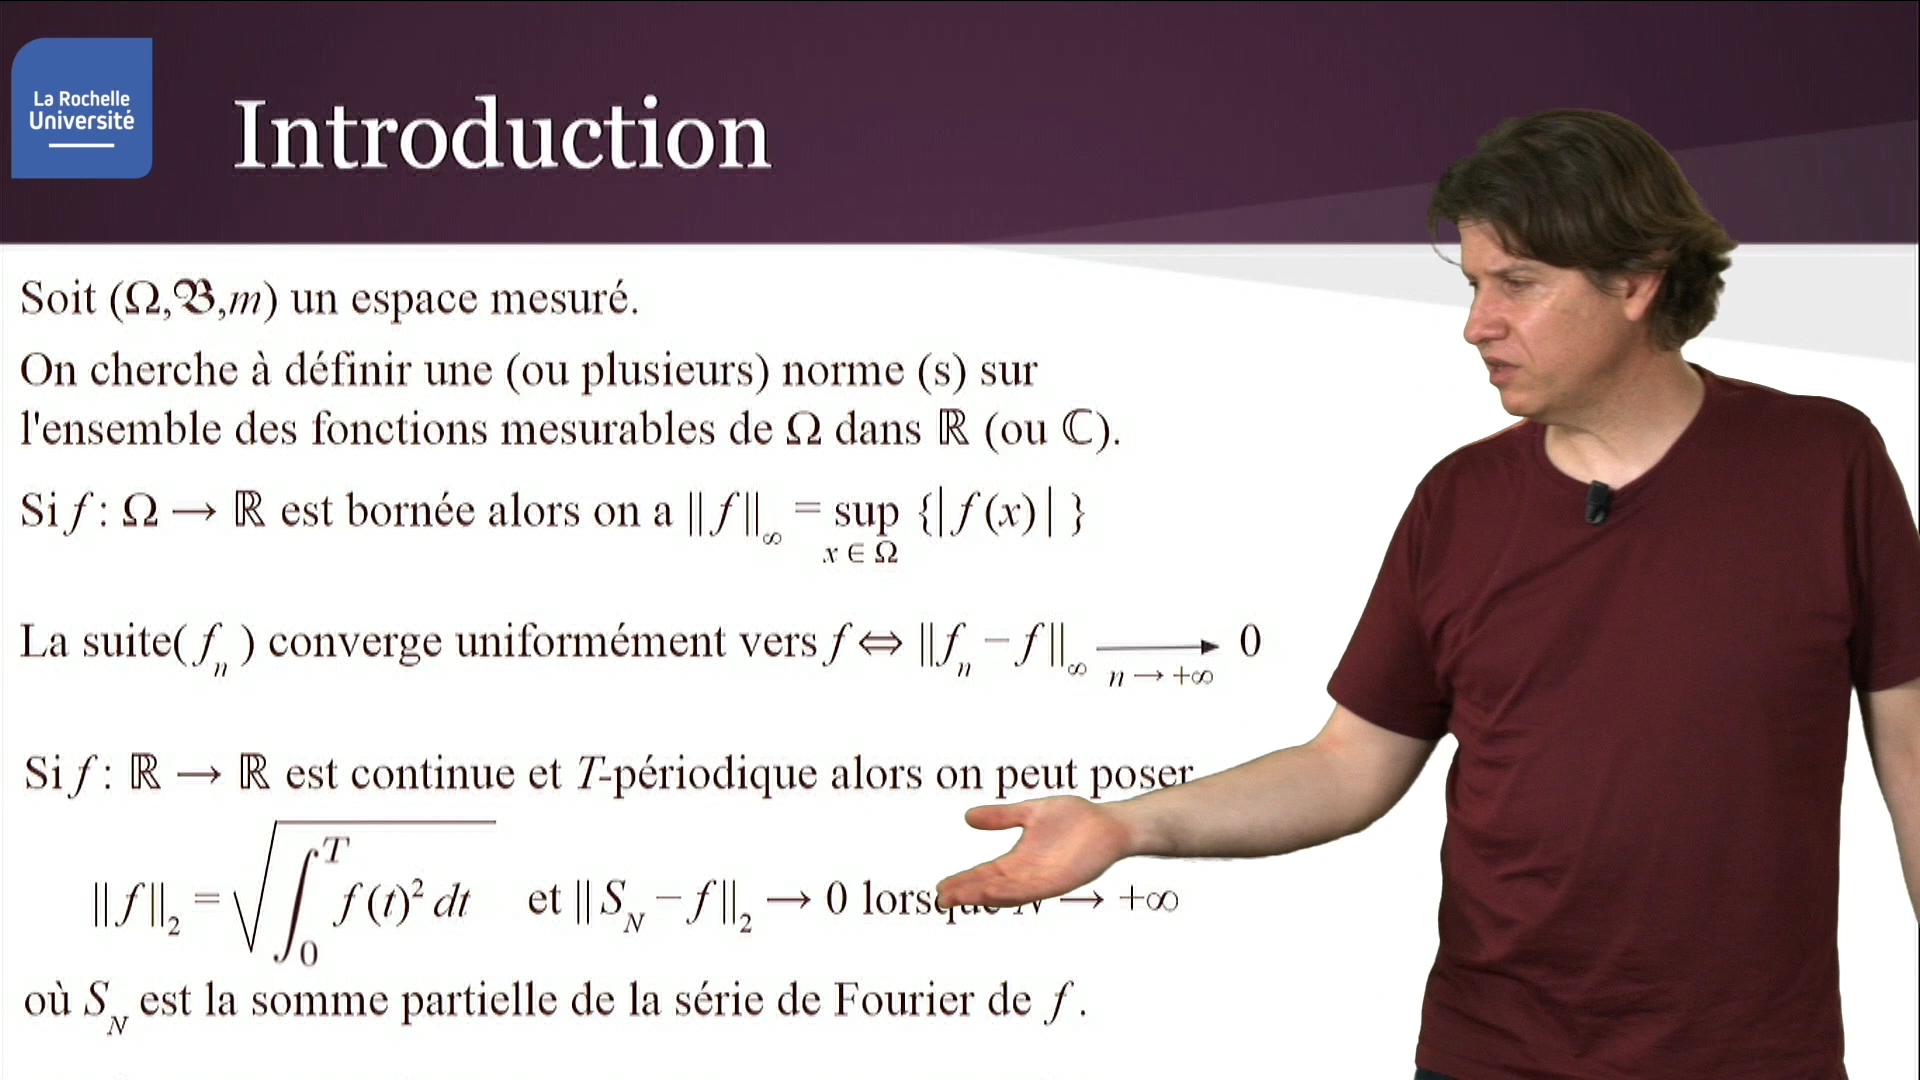 La Rochelle
Université
Introduction
Soit (Ω,𝔅,m) un espace mesuré.
On cherche à définir une (ou plusieurs) norme (s) sur
l'ensemble des fonctions mesurables de Ω dans ℝ (ou ℂ).
Si f : Ω → ℝ est bornée alors on a ||f||∞ = sup {|f(x)| }
x ∈ Ω
La suite( fₙ ) converge uniformément vers f ⇔ ||fₙ − f||∞ ⟶ 0
n → +∞
Si f : ℝ → ℝ est continue et T-périodique alors on peut poser
||f||₂ = √∫₀ᵀ f(t)² dt et || S_N − f||₂ → 0 lorsque N → +∞
où S_N est la somme partielle de la série de Fourier de f .